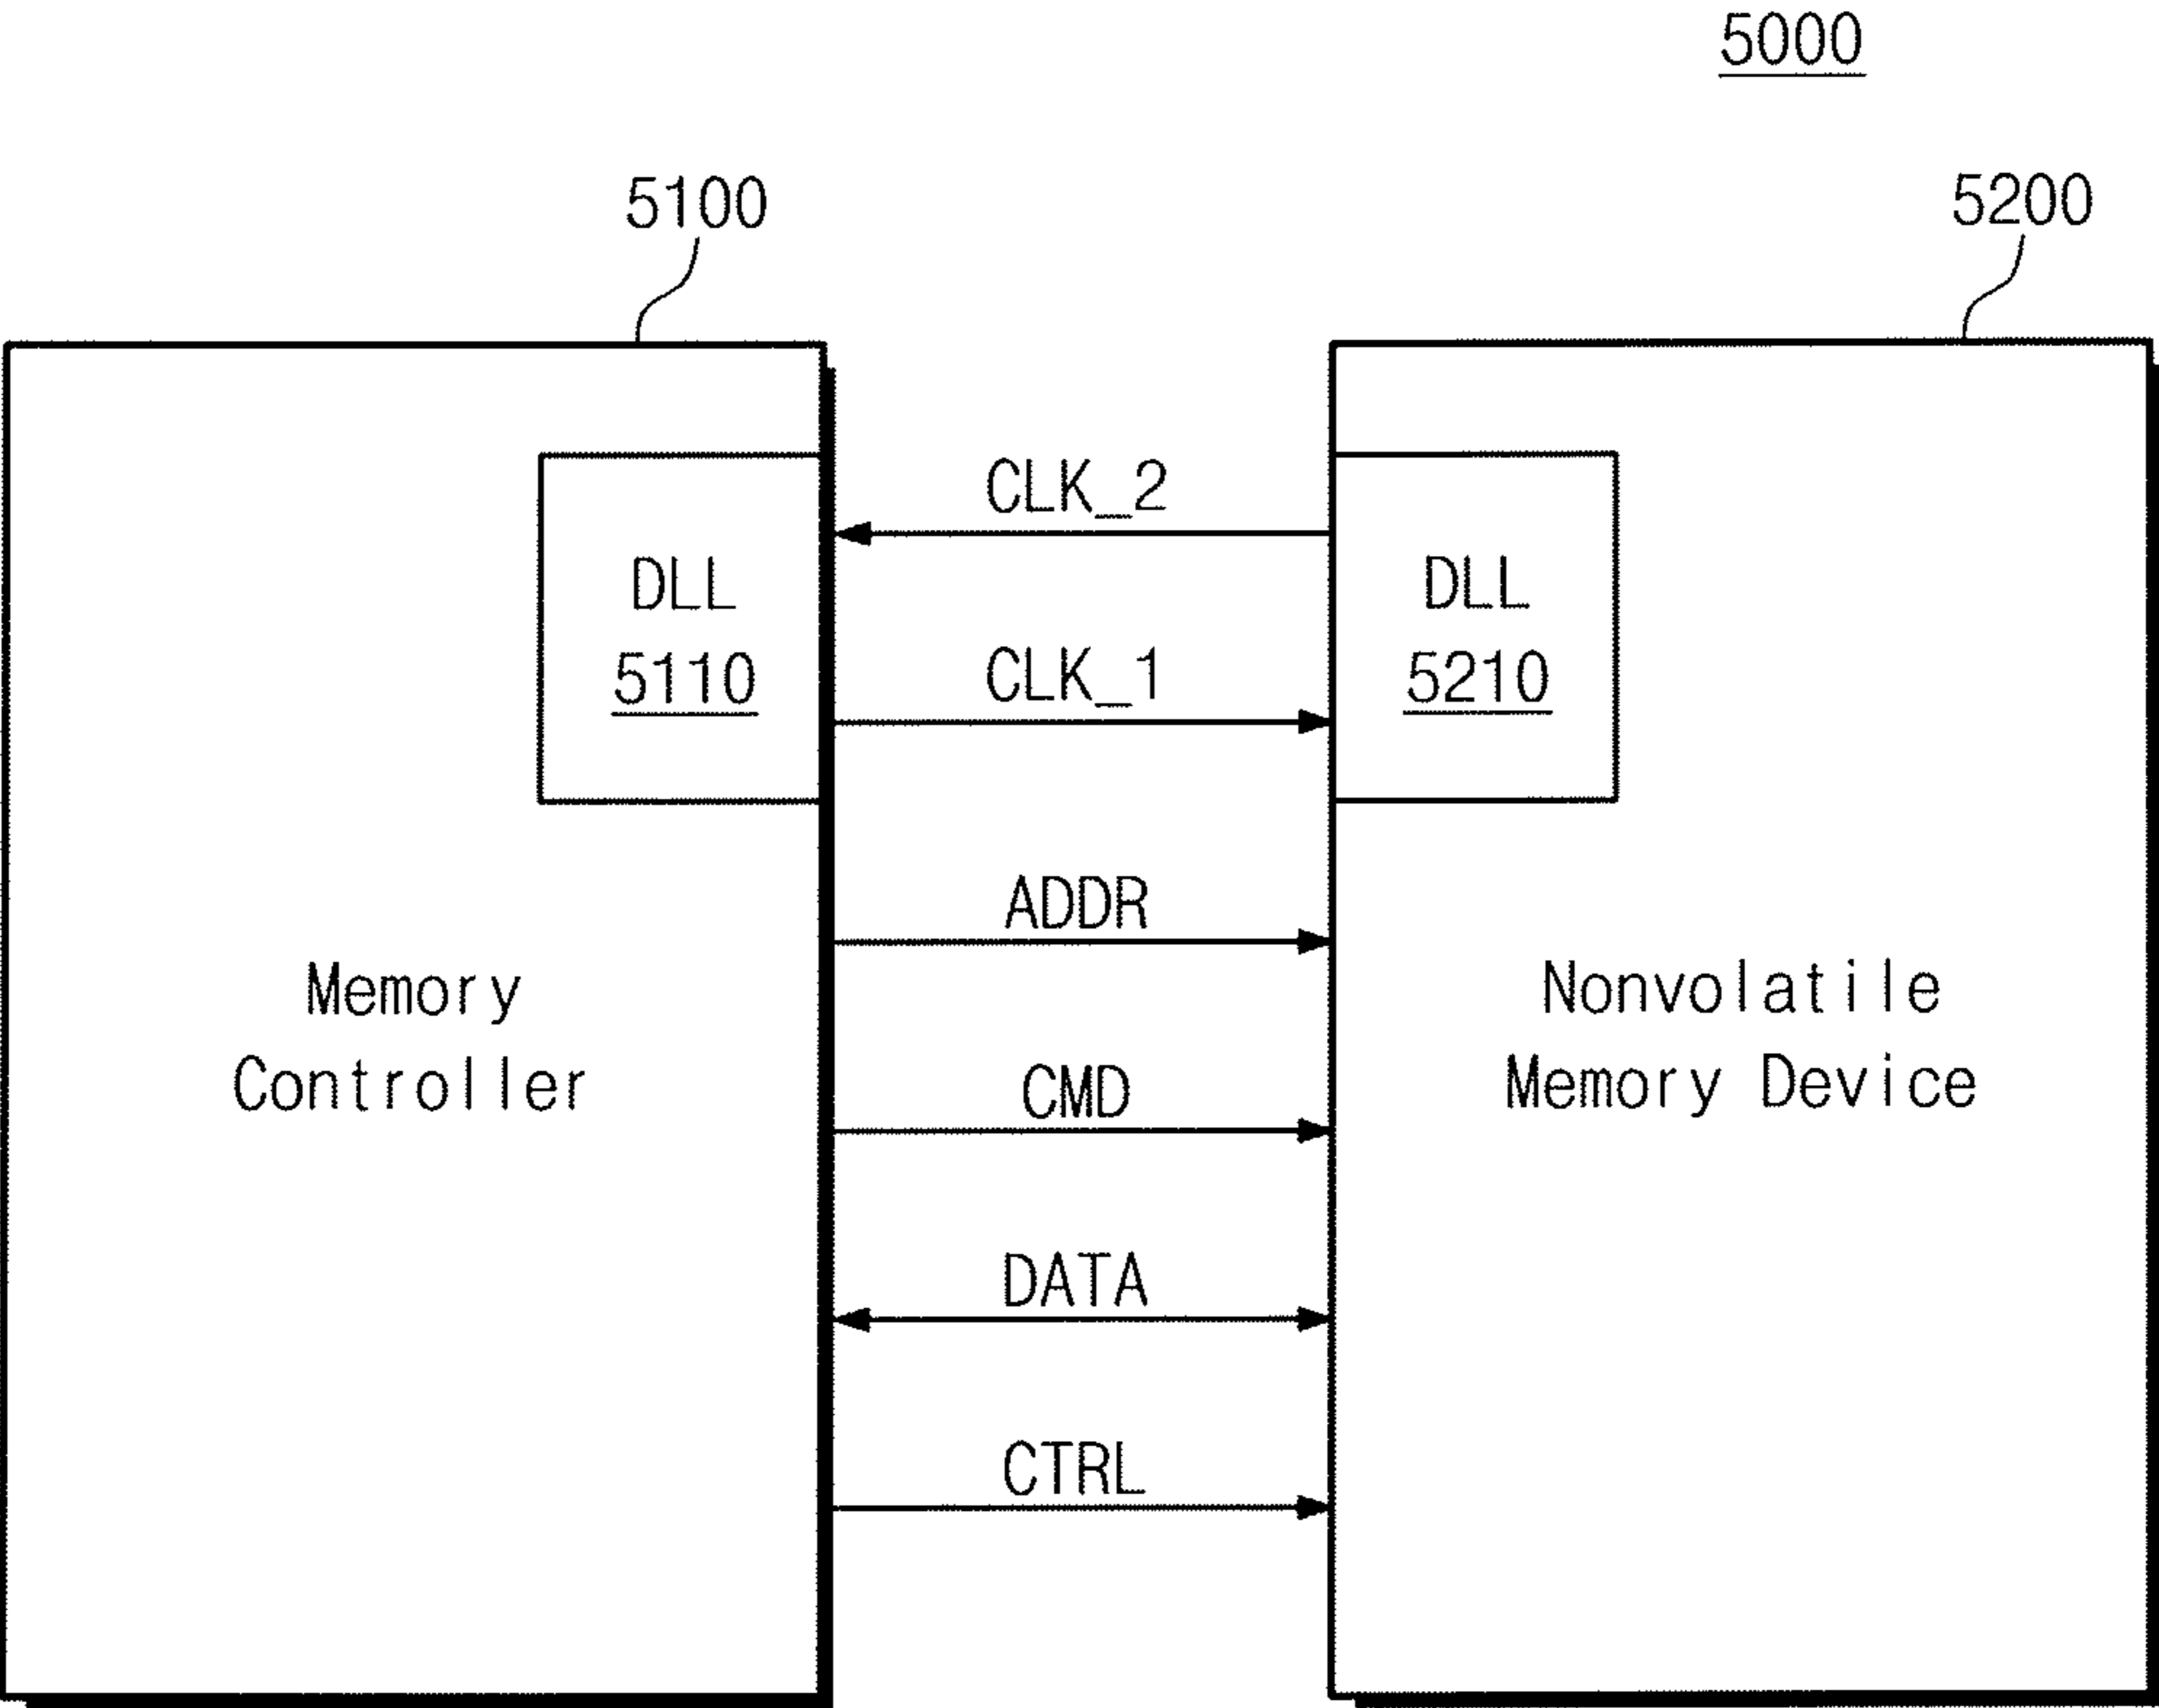 5000
5100
5200
CLK_2
DLL
5110
CLK_1
DLL
5210
ADDR
Memory
Controller
Nonvolatile
Memory Device
CMD
DATA
CTRL